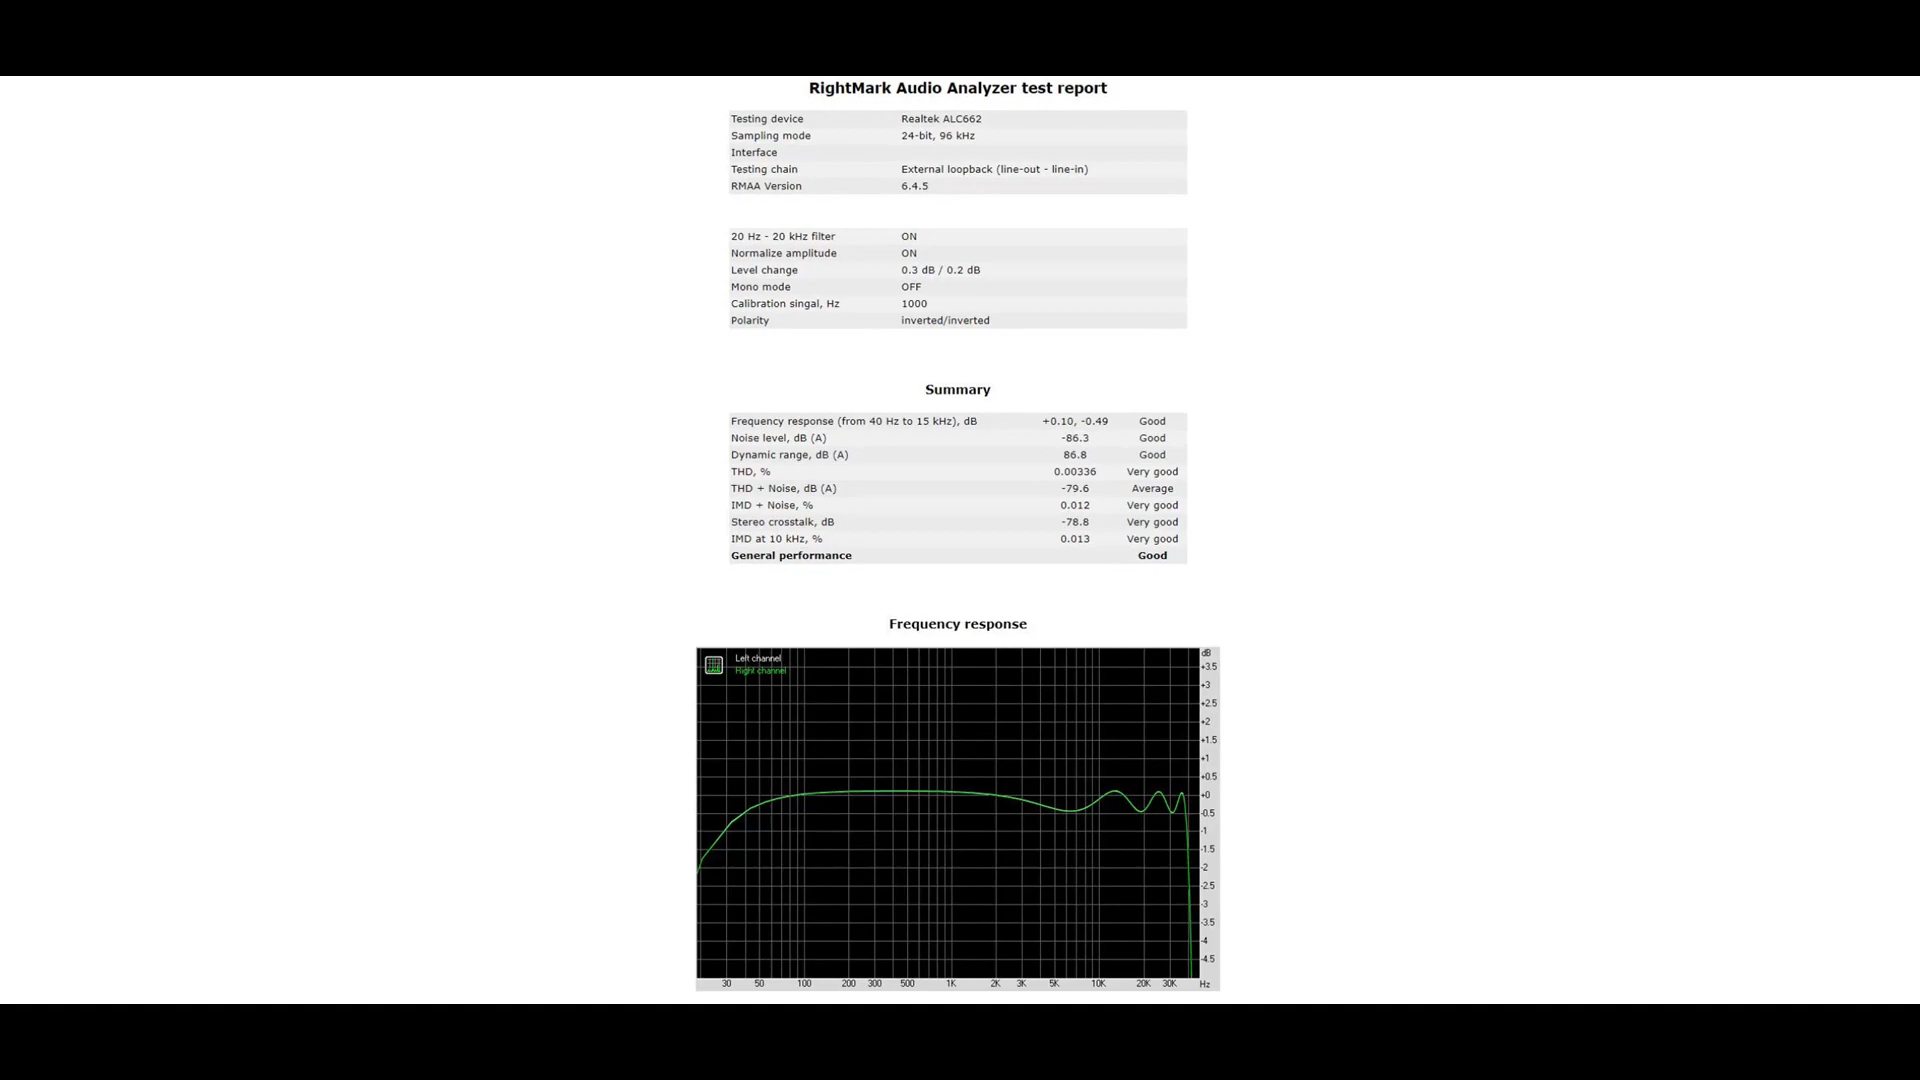 RightMark Audio Analyzer test report
Testing device Realtek ALC662
Sampling mode 24-bit, 96 kHz
Interface
Testing chain External loopback (line-out - line-in)
RMAA Version 6.4.5
20 Hz - 20 kHz filter ON
Normalize amplitude ON
Level change 0.3 dB / 0.2 dB
Mono mode OFF
Calibration singal, Hz 1000
Polarity inverted/inverted
Summary
Frequency response (from 40 Hz to 15 kHz), dB +0.10, -0.49 Good
Noise level, dB (A) -86.3 Good
Dynamic range, dB (A) 86.8 Good
THD, % 0.00336 Very good
THD + Noise, dB (A) -79.6 Average
IMD + Noise, % 0.012 Very good
Stereo crosstalk, dB -78.8 Very good
IMD at 10 kHz, % 0.013 Very good
General performance Good
Frequency response
Left channel
Right channel
dB
+3.5
+3
+2.5
+2
+1.5
+1
+0.5
+0
-0.5
-1
-1.5
-2
-2.5
-3
-3.5
-4
-4.5
30 50 100 200 300 500 1K 2K 3K 5K 10K 20K 30K Hz